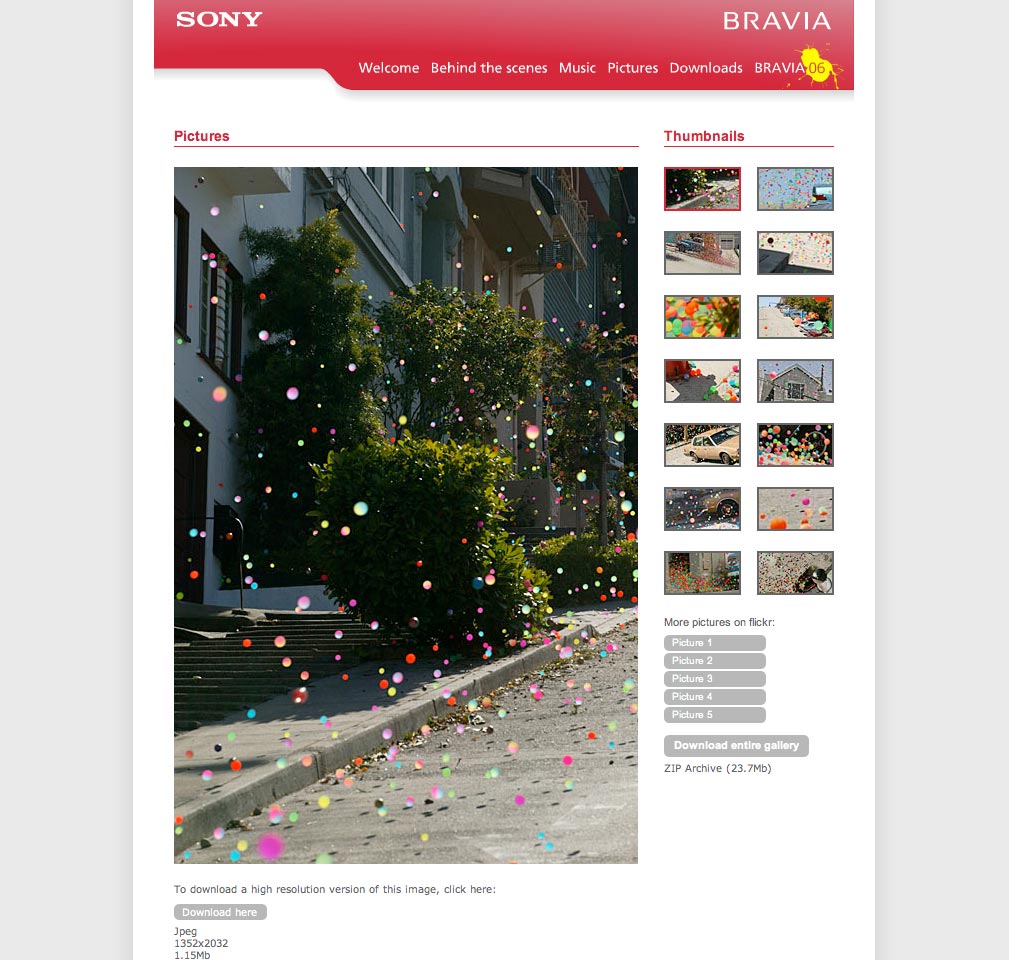 SONY
BRAVIA
Welcome Behind the scenes Music Pictures Downloads BRAVIA 06
Pictures
Thumbnails
More pictures on flickr:
Picture 1
Picture 2
Picture 3
Picture 4
Picture 5
Download entire gallery
ZIP Archive (23.7Mb)
To download a high resolution version of this image, click here:
Download here
Jpeg
1352x2032
1.15Mb